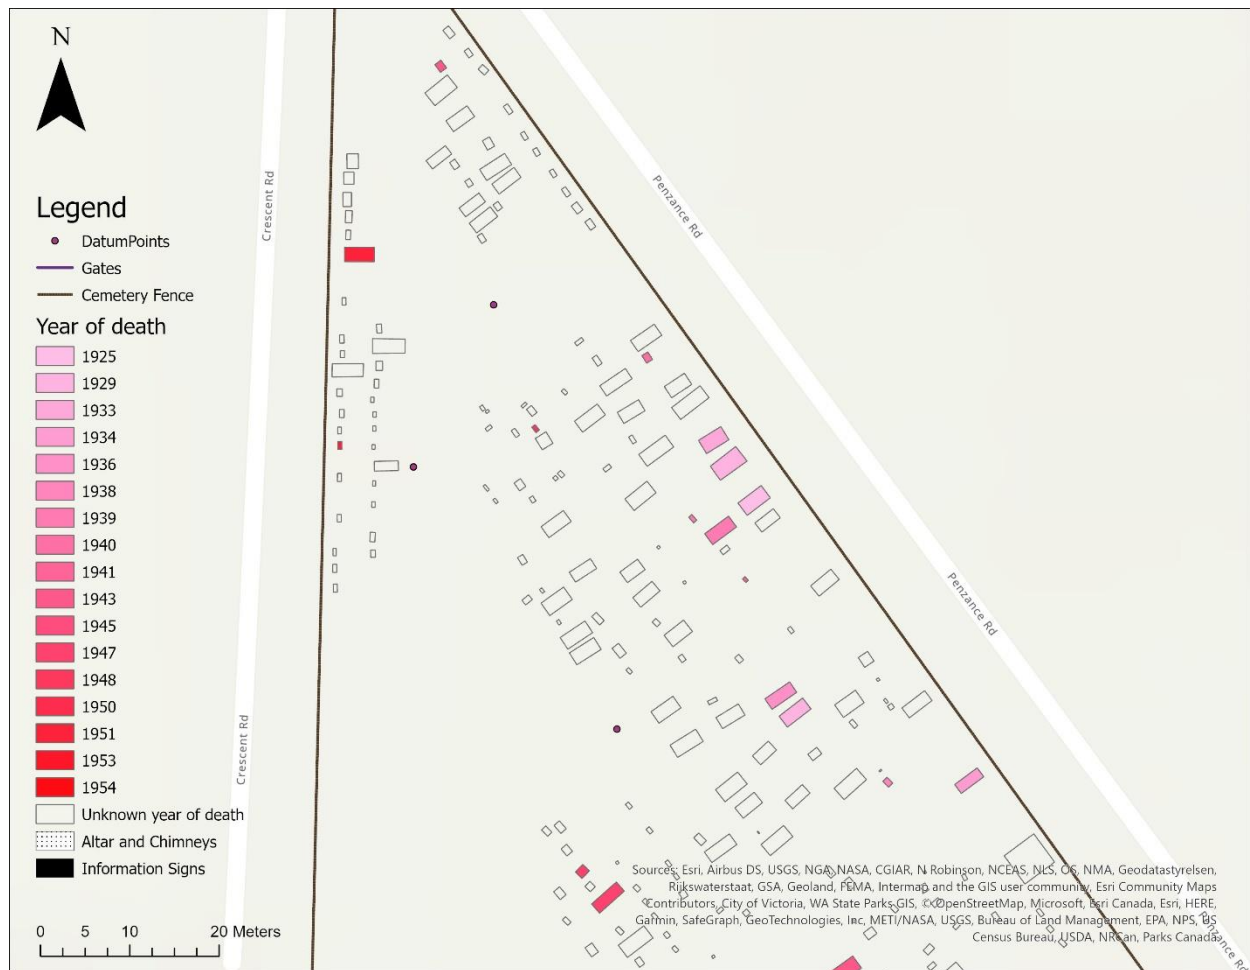 N
Crescent Rd
Penzance Rd
Legend
DatumPoints
Gates
Cemetery Fence
Year of death
1925
1929
1933
1934
1936
1938
1939
1940
1941
1943
1945
1947
1948
1950
1951
1953
1954
Unknown year of death
Altar and Chimneys
Information Signs
Penzance Rd
Crescent Rd
0 5 10 20 Meters
Sources: Esri, Airbus DS, USGS, NGA, NASA, CGIAR, N Robinson, NCEAS, NLS, OS, NMA, Geodatastyrelsen,
Rijkswaterstaat, GSA, Geoland, FEMA, Intermap and the GIS user community, Esri Community Maps
Contributors, City of Victoria, WA State Parks GIS, © OpenStreetMap, Microsoft, Esri Canada, Esri, HERE,
Garmin, SafeGraph, GeoTechnologies, Inc, METI/NASA, USGS, Bureau of Land Management, EPA, NPS, US
Census Bureau, USDA, NRCan, Parks Canada
Penzance Rd